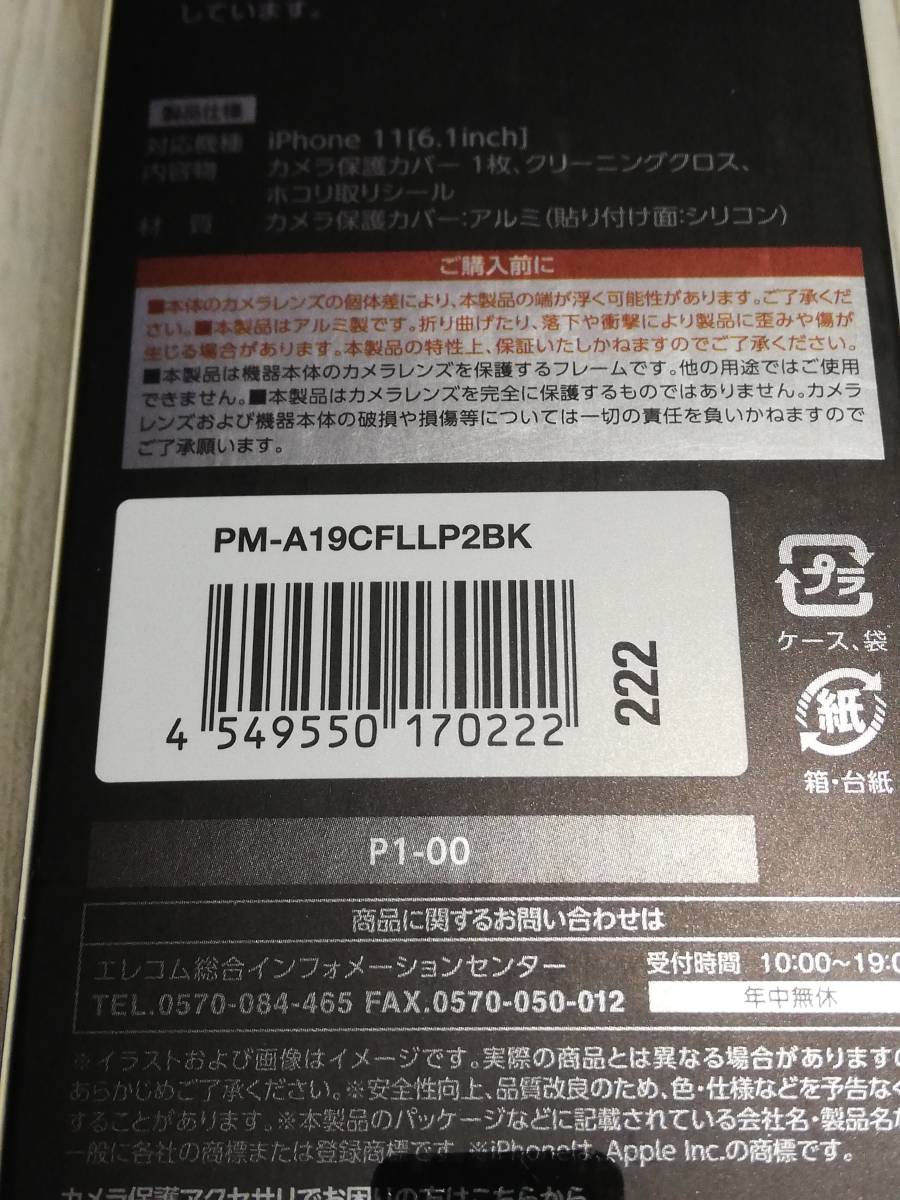 しています。
製品仕様
対応機種 iPhone 11[6.1inch]
内容物 カメラ保護カバー 1枚、クリーニングクロス、
ホコリ取りシール
材 質 カメラ保護カバー:アルミ(貼り付け面:シリコン)
ご購入前に
■本体のカメラレンズの個体差により、本製品の端が浮く可能性があります。ご了承くだ
さい。■本製品はアルミ製です。折り曲げたり、落下や衝撃により製品に歪みや傷が
生じる場合があります。本製品の特性上、保証いたしかねますのでご了承ください。
■本製品は機器本体のカメラレンズを保護するフレームです。他の用途ではご使用
できません。■本製品はカメラレンズを完全に保護するものではありません。カメラ
レンズおよび機器本体の破損や損傷等については一切の責任を負いかねますので
ご了承願います。
PM-A19CFLLP2BK
222
4 549550 170222
プラ
ケース、袋
紙
箱・台紙
P1-00
商品に関するお問い合わせは
エレコム総合インフォメーションセンター 受付時間 10:00~19:0
TEL.0570-084-465 FAX.0570-050-012 年中無休
※イラストおよび画像はイメージです。実際の商品とは異なる場合があります
あらかじめご了承ください。※安全性向上、品質改良のため、色・仕様などを予告なく
することがあります。※本製品のパッケージなどに記載されている会社名・製品名
一般に各社の商標または登録商標です。※iPhoneは、Apple Inc.の商標です。
カメラ保護アクセサリでお困りの方はこちらから